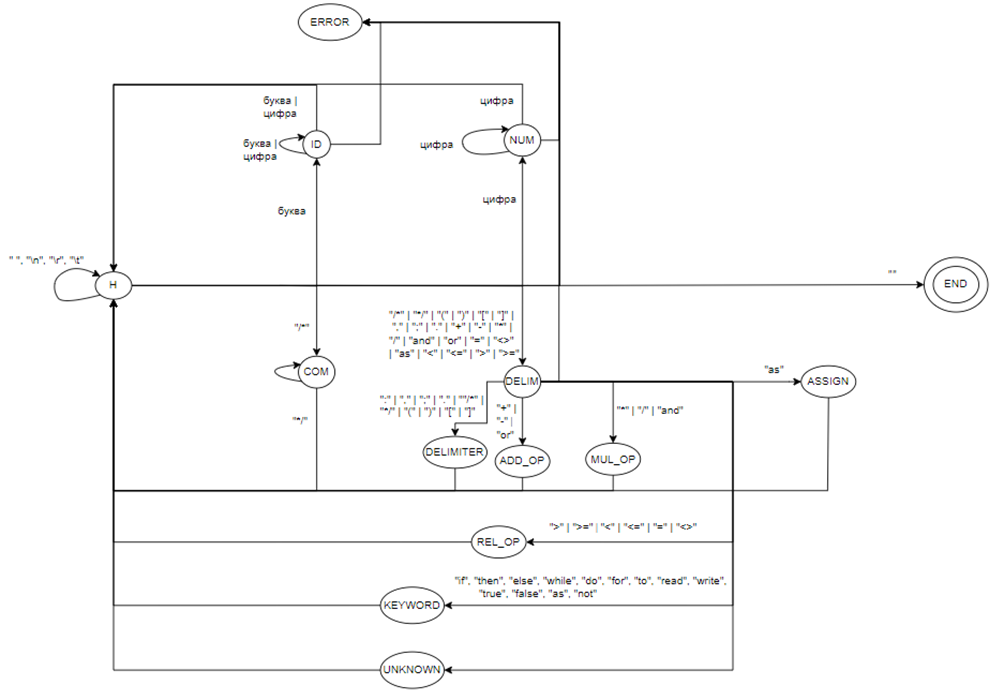 ERROR
буква |
цифра
цифра
буква |
цифра
ID
цифра
NUM
цифра
буква
" ", "\n", "\r", "\t"
H
""
END
"/*"
"/*" | "*/" | "(" | ")" | "[" | "]" |
"," | ";" | "." | "+" | "-" | "*" |
"/" | "and" | "or" | "=" | "<>"
| "as" | "<" | "<=" | ">" | ">="
COM
DELIM
"as"
ASSIGN
":" | "," | ";" | "." | ""/*" |
"*/" | "(" | ")" | "[" | "]"
"+" |
"-" |
"or"
"*" | "/" | "and"
"*/"
DELIMITER
ADD_OP
MUL_OP
">" | ">=" | "<" | "<=" | "=" | "<>"
REL_OP
"if", "then", "else", "while", "do", "for", "to", "read", "write",
"true", "false", "as", "not"
KEYWORD
UNKNOWN